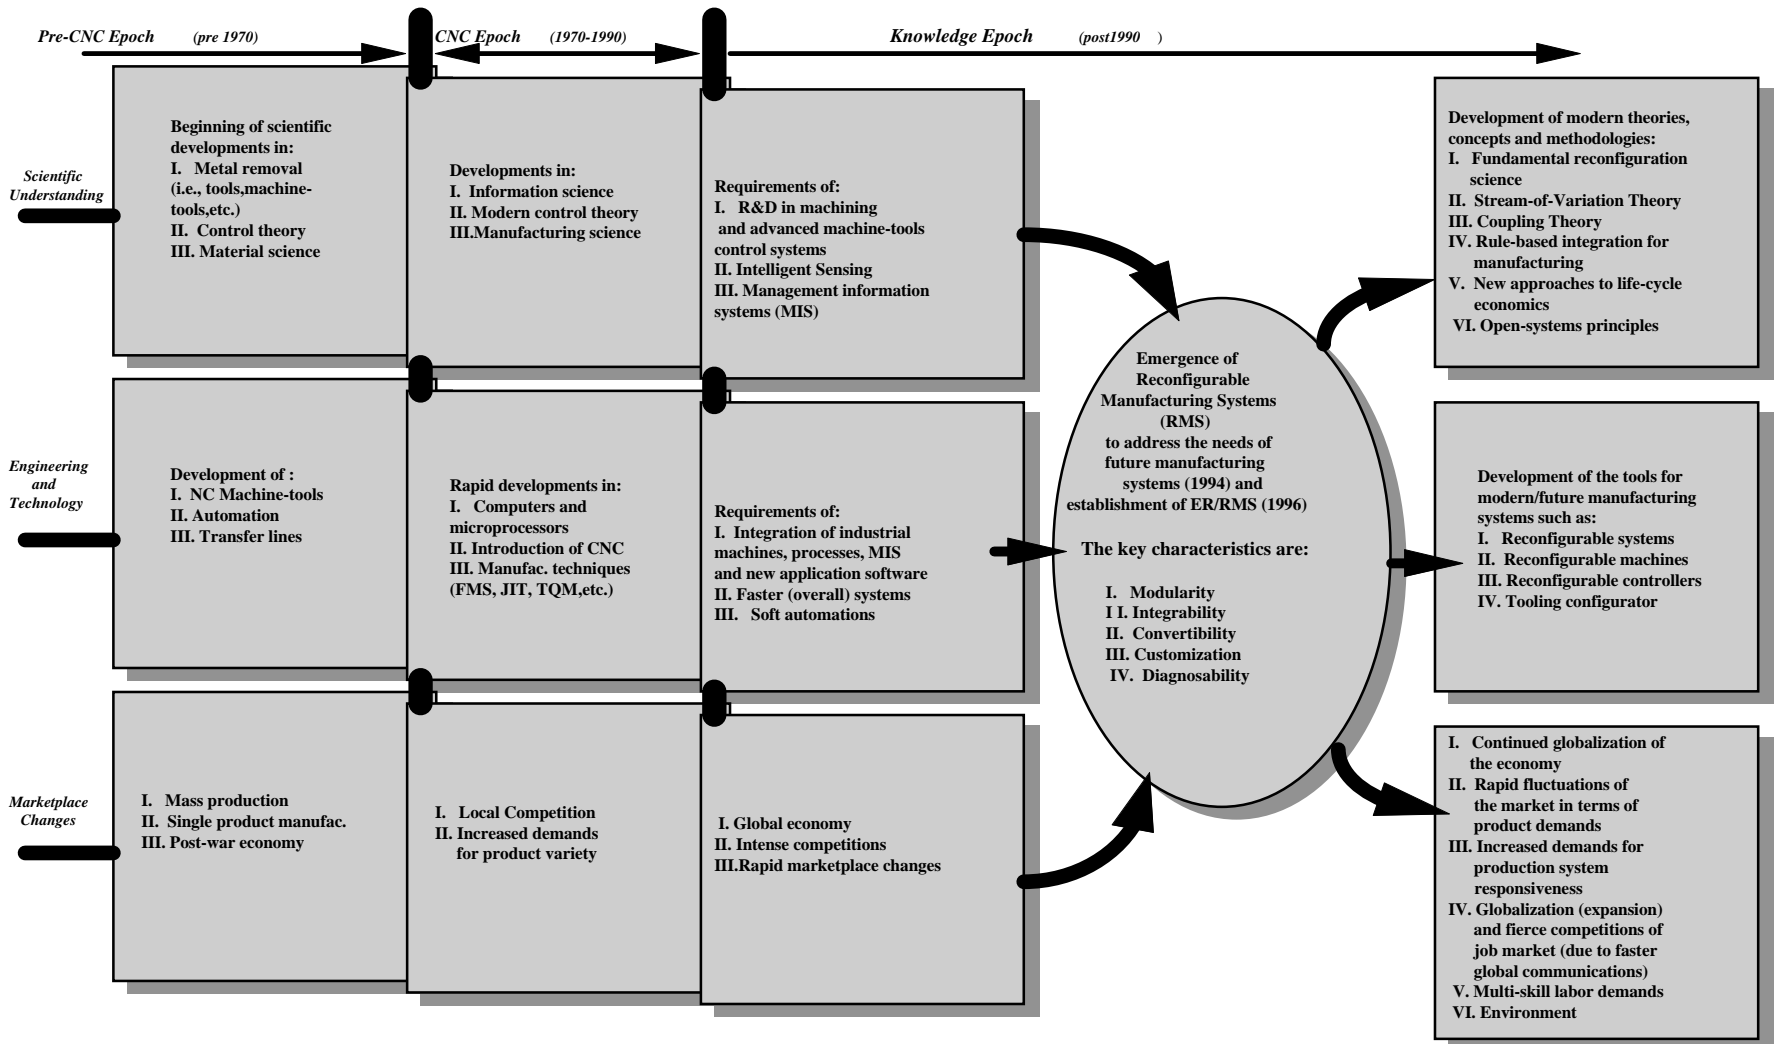 Pre-CNC Epoch (pre 1970)
CNC Epoch (1970-1990)
Knowledge Epoch (post1990 )
Scientific
Understanding
Beginning of scientific
developments in:
I. Metal removal
(i.e., tools,machine-
tools,etc.)
II. Control theory
III. Material science
Developments in:
I. Information science
II. Modern control theory
III.Manufacturing science
Requirements of:
I. R&D in machining
and advanced machine-tools
control systems
II. Intelligent Sensing
III. Management information
systems (MIS)
Engineering
and
Technology
Development of :
I. NC Machine-tools
II. Automation
III. Transfer lines
Rapid developments in:
I. Computers and
microprocessors
II. Introduction of CNC
III. Manufac. techniques
(FMS, JIT, TQM,etc.)
Requirements of:
I. Integration of industrial
machines, processes, MIS
and new application software
II. Faster (overall) systems
III. Soft automations
Marketplace
Changes
I. Mass production
II. Single product manufac.
III. Post-war economy
I. Local Competition
II. Increased demands
for product variety
I. Global economy
II. Intense competitions
III.Rapid marketplace changes
Emergence of
Reconfigurable
Manufacturing Systems
(RMS)
to address the needs of
future manufacturing
systems (1994) and
establishment of ER/RMS (1996)
The key characteristics are:
I. Modularity
I I. Integrability
II. Convertibility
III. Customization
IV. Diagnosability
Development of modern theories,
concepts and methodologies:
I. Fundamental reconfiguration
science
II. Stream-of-Variation Theory
III. Coupling Theory
IV. Rule-based integration for
manufacturing
V. New approaches to life-cycle
economics
VI. Open-systems principles
Development of the tools for
modern/future manufacturing
systems such as:
I. Reconfigurable systems
II. Reconfigurable machines
III. Reconfigurable controllers
IV. Tooling configurator
I. Continued globalization of
the economy
II. Rapid fluctuations of
the market in terms of
product demands
III. Increased demands for
production system
responsiveness
IV. Globalization (expansion)
and fierce competitions of
job market (due to faster
global communications)
V. Multi-skill labor demands
VI. Environment